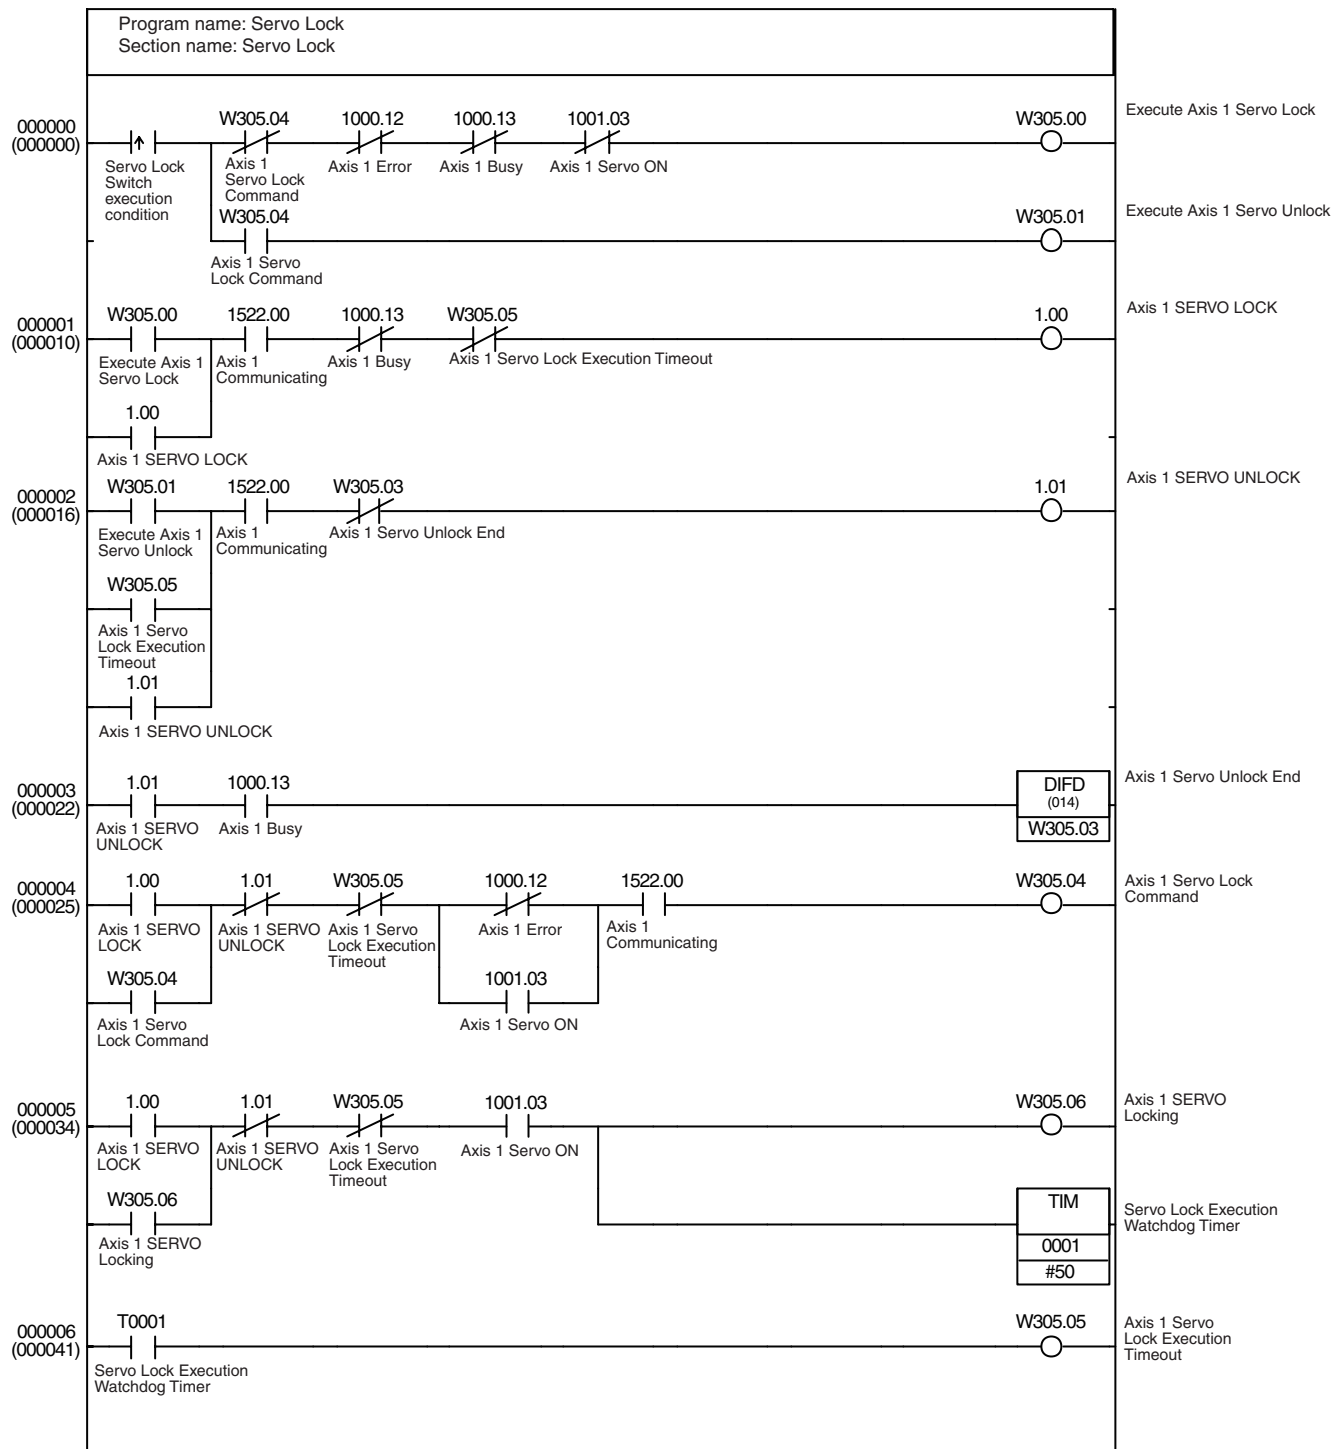 Program name: Servo Lock
Section name: Servo Lock
000000
(000000)
Servo Lock
Switch
execution
condition
W305.04
Axis 1
Servo Lock
Command
1000.12
Axis 1 Error
1000.13
Axis 1 Busy
1001.03
Axis 1 Servo ON
W305.00
Execute Axis 1 Servo Lock
W305.04
Axis 1 Servo
Lock Command
W305.01
Execute Axis 1 Servo Unlock
000001
(000010)
W305.00
Execute Axis 1
Servo Lock
1522.00
Axis 1
Communicating
1000.13
Axis 1 Busy
W305.05
Axis 1 Servo Lock Execution Timeout
1.00
Axis 1 SERVO LOCK
1.00
Axis 1 SERVO LOCK
000002
(000016)
W305.01
Execute Axis 1
Servo Unlock
1522.00
Axis 1
Communicating
W305.03
Axis 1 Servo Unlock End
1.01
Axis 1 SERVO UNLOCK
W305.05
Axis 1 Servo
Lock Execution
Timeout
1.01
Axis 1 SERVO UNLOCK
000003
(000022)
1.01
Axis 1 SERVO
UNLOCK
1000.13
Axis 1 Busy
DIFD
(014)
W305.03
Axis 1 Servo Unlock End
000004
(000025)
1.00
Axis 1 SERVO
LOCK
1.01
Axis 1 SERVO
UNLOCK
W305.05
Axis 1 Servo
Lock Execution
Timeout
1000.12
Axis 1 Error
1522.00
Axis 1
Communicating
W305.04
Axis 1 Servo Lock
Command
W305.04
Axis 1 Servo
Lock Command
1001.03
Axis 1 Servo ON
000005
(000034)
1.00
Axis 1 SERVO
LOCK
1.01
Axis 1 SERVO
UNLOCK
W305.05
Axis 1 Servo
Lock Execution
Timeout
1001.03
Axis 1 Servo ON
W305.06
Axis 1 SERVO
Locking
W305.06
Axis 1 SERVO
Locking
TIM
0001
#50
Servo Lock Execution
Watchdog Timer
000006
(000041)
T0001
Servo Lock Execution
Watchdog Timer
W305.05
Axis 1 Servo
Lock Execution
Timeout